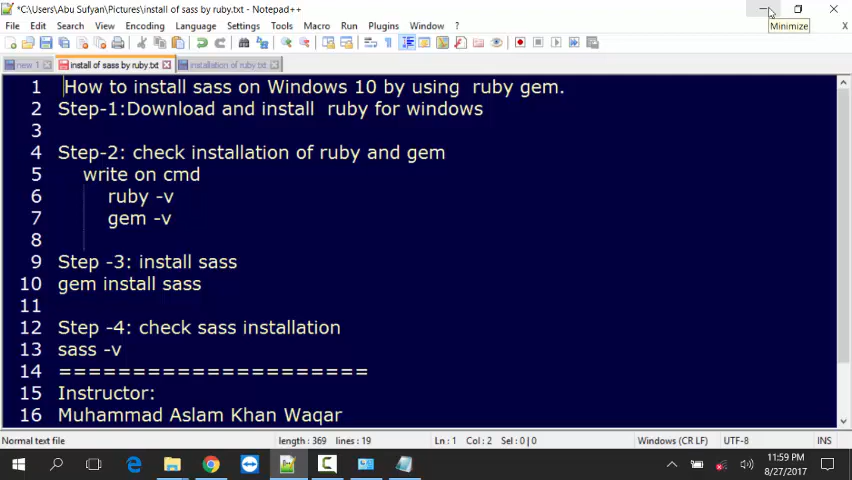 *C:\Users\Abu Sufyan\Pictures\install of sass by ruby.txt - Notepad++
Minimize
File Edit Search View Encoding Language Settings Tools Macro Run Plugins Window ?
X
new 1 install of sass by ruby.txt installation of ruby.txt
1 How to install sass on Windows 10 by using  ruby gem.
2 Step-1:Download and install  ruby for windows
3
4 Step-2: check installation of ruby and gem
5 write on cmd
6 ruby -v
7 gem -v
8
9 Step -3: install sass
10 gem install sass
11
12 Step -4: check sass installation
13 sass -v
14 =====================
15 Instructor:
16 Muhammad Aslam Khan Waqar
Normal text file length : 369 lines : 19 Ln : 1 Col : 2 Sel : 0 | 0 Windows (CR LF) UTF-8 INS
11:59 PM
8/27/2017